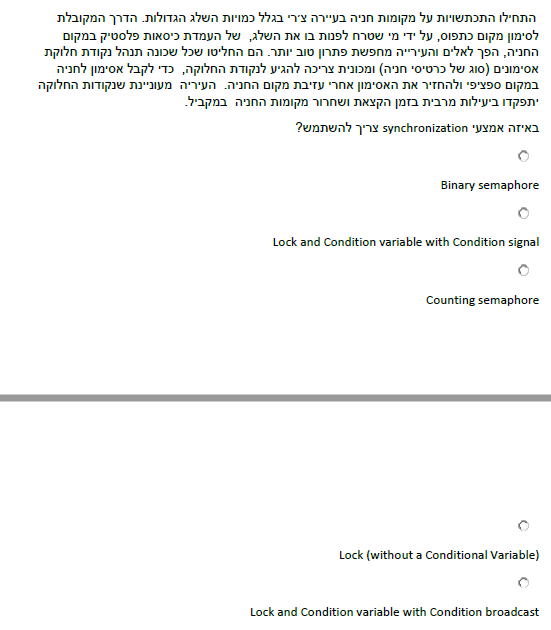 התחילו התכתשויות על מקומות חניה בעיירה צ'רי בגלל כמויות השלג הגדולות. הדרך המקובלת
לסימון מקום כתפוס, על ידי מי שטרח לפנות בו את השלג, של העמדת כיסאות פלסטיק במקום
החניה, הפך לאלים והעירייה מחפשת פתרון טוב יותר. הם החליטו שכל שכונה תנהל נקודת חלוקת
אסימונים (סוג של כרטיסי חניה) ומכונית צריכה להגיע לנקודת החלוקה, כדי לקבל אסימון לחניה
במקום ספציפי ולהחזיר את האסימון אחרי עזיבת מקום החניה. העיריה מעוניינת שנקודות החלוקה
יתפקדו ביעילות מרבית בזמן הקצאת ושחרור מקומות החניה במקביל.
באיזה אמצעי synchronization צריך להשתמש?
Binary semaphore
Lock and Condition variable with Condition signal
Counting semaphore
Lock (without a Conditional Variable)
Lock and Condition variable with Condition broadcast